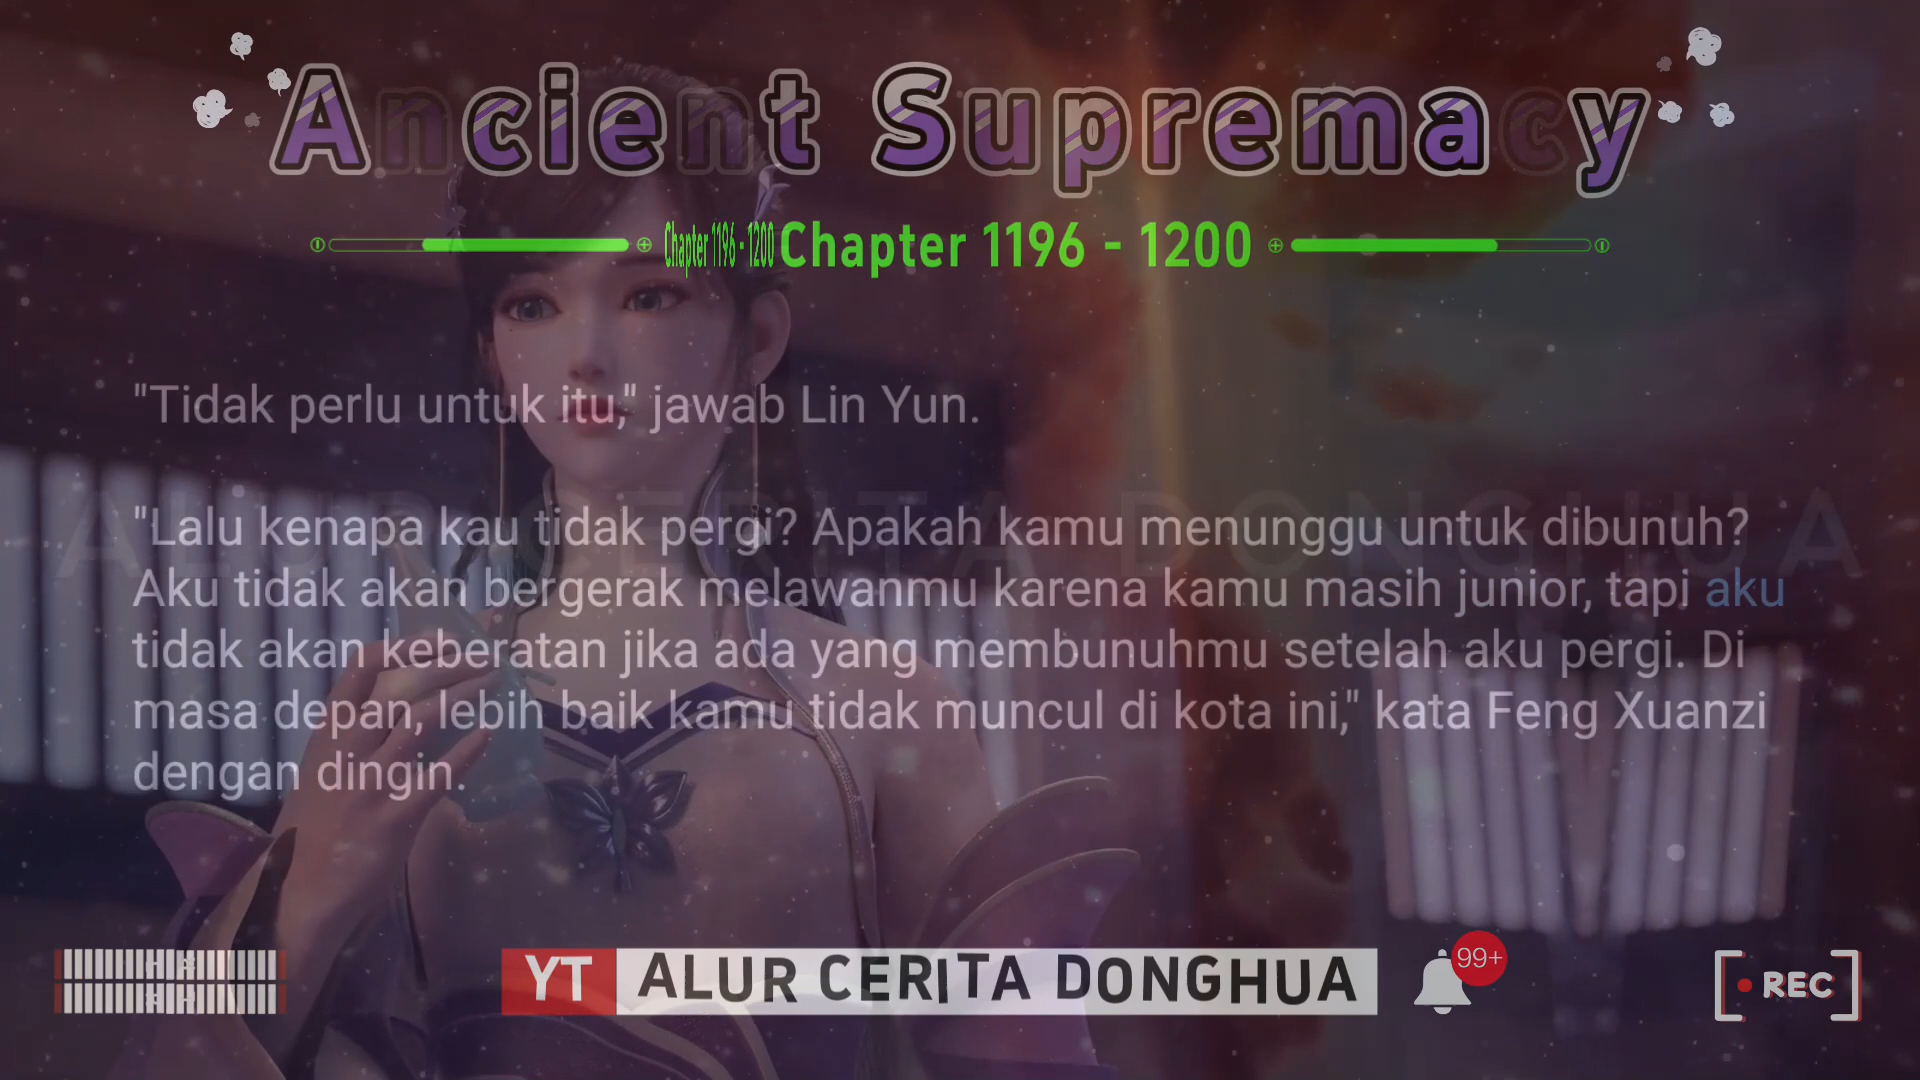 Ancient Supremacy
Chapter 1196 - 1200 Chapter 1196 - 1200
"Tidak perlu untuk itu," jawab Lin Yun.
ALUR CERITA DONGHUA
"Lalu kenapa kau tidak pergi? Apakah kamu menunggu untuk dibunuh?
Aku tidak akan bergerak melawanmu karena kamu masih junior, tapi aku
tidak akan keberatan jika ada yang membunuhmu setelah aku pergi. Di
masa depan, lebih baik kamu tidak muncul di kota ini," kata Feng Xuanzi
dengan dingin.
YT ALUR CERITA DONGHUA
99+
REC